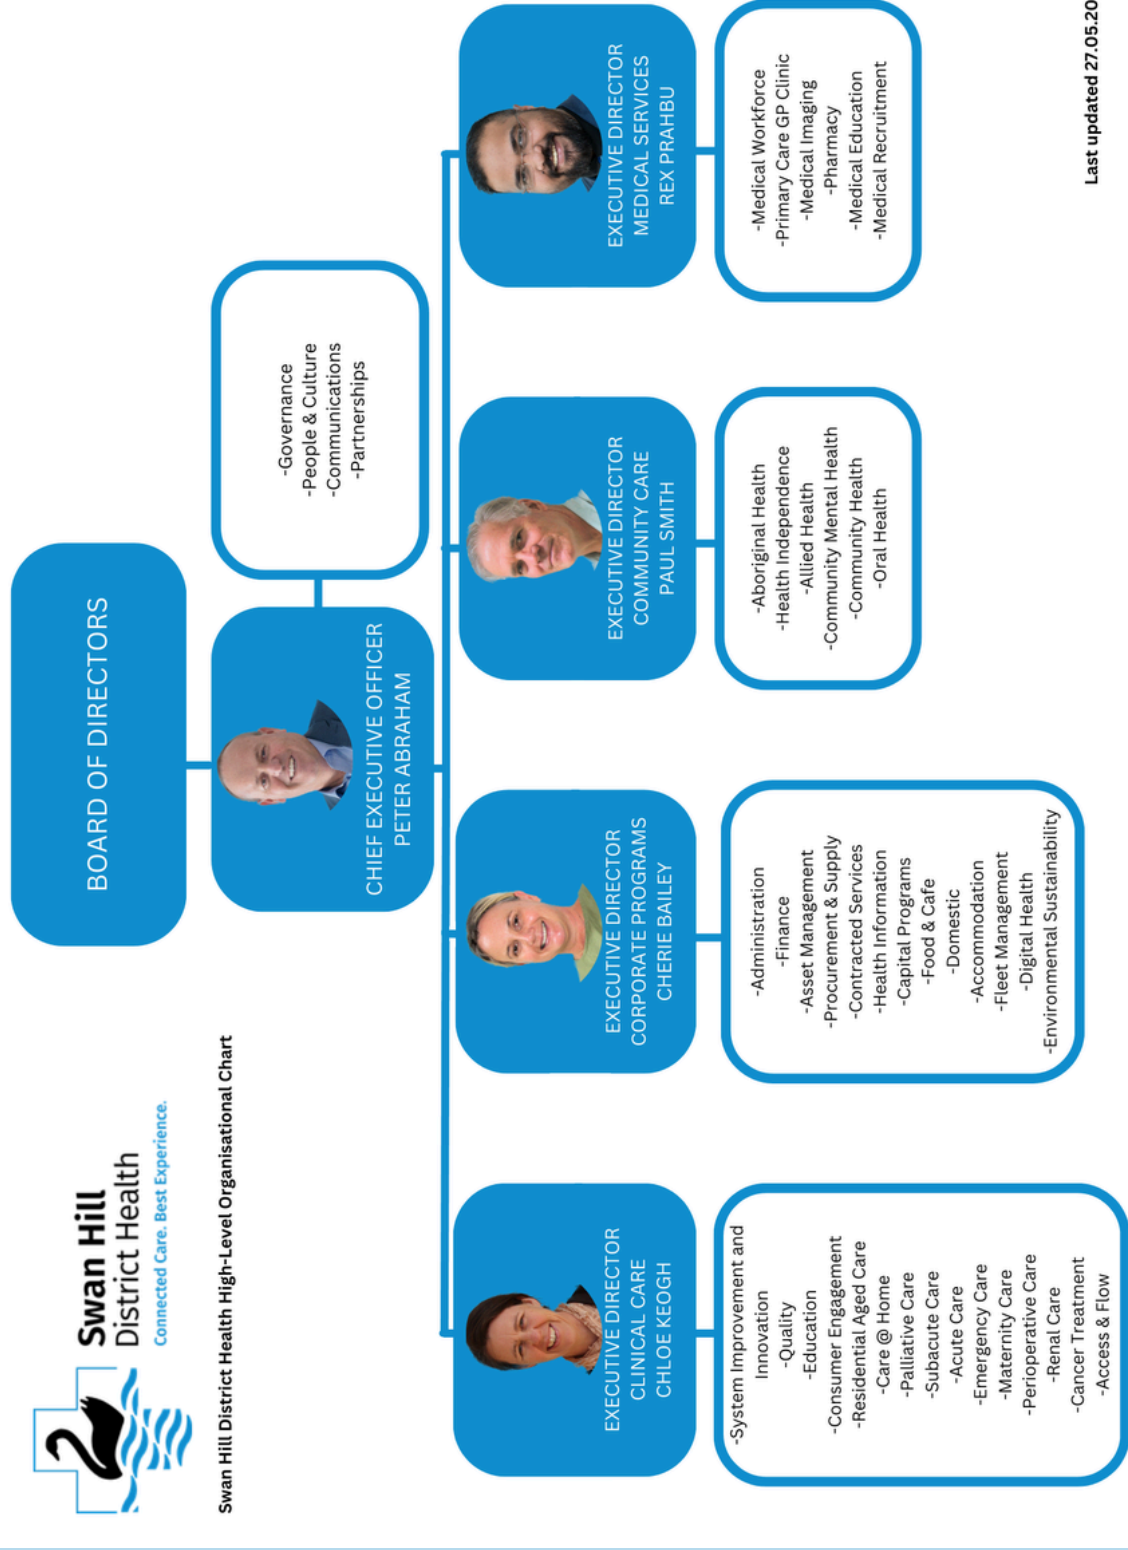 Swan Hill
District Health
Connected Care. Best Experience.
Swan Hill District Health High-Level Organisational Chart
BOARD OF DIRECTORS
CHIEF EXECUTIVE OFFICER
PETER ABRAHAM
-Governance
-People & Culture
-Communications
-Partnerships
EXECUTIVE DIRECTOR
CLINICAL CARE
CHLOE KEOGH
-System Improvement and
Innovation
-Quality
-Education
-Consumer Engagement
-Residential Aged Care
-Care @ Home
-Palliative Care
-Subacute Care
-Acute Care
-Emergency Care
-Maternity Care
-Perioperative Care
-Renal Care
-Cancer Treatment
-Access & Flow
EXECUTIVE DIRECTOR
CORPORATE PROGRAMS
CHERIE BAILEY
-Administration
-Finance
-Asset Management
-Procurement & Supply
-Contracted Services
-Health Information
-Capital Programs
-Food & Cafe
-Domestic
-Accommodation
-Fleet Management
-Digital Health
-Environmental Sustainability
EXECUTIVE DIRECTOR
COMMUNITY CARE
PAUL SMITH
-Aboriginal Health
-Health Independence
-Allied Health
-Community Mental Health
-Community Health
-Oral Health
EXECUTIVE DIRECTOR
MEDICAL SERVICES
REX PRAHBU
-Medical Workforce
-Primary Care GP Clinic
-Medical Imaging
-Pharmacy
-Medical Education
-Medical Recruitment
Last updated 27.05.20